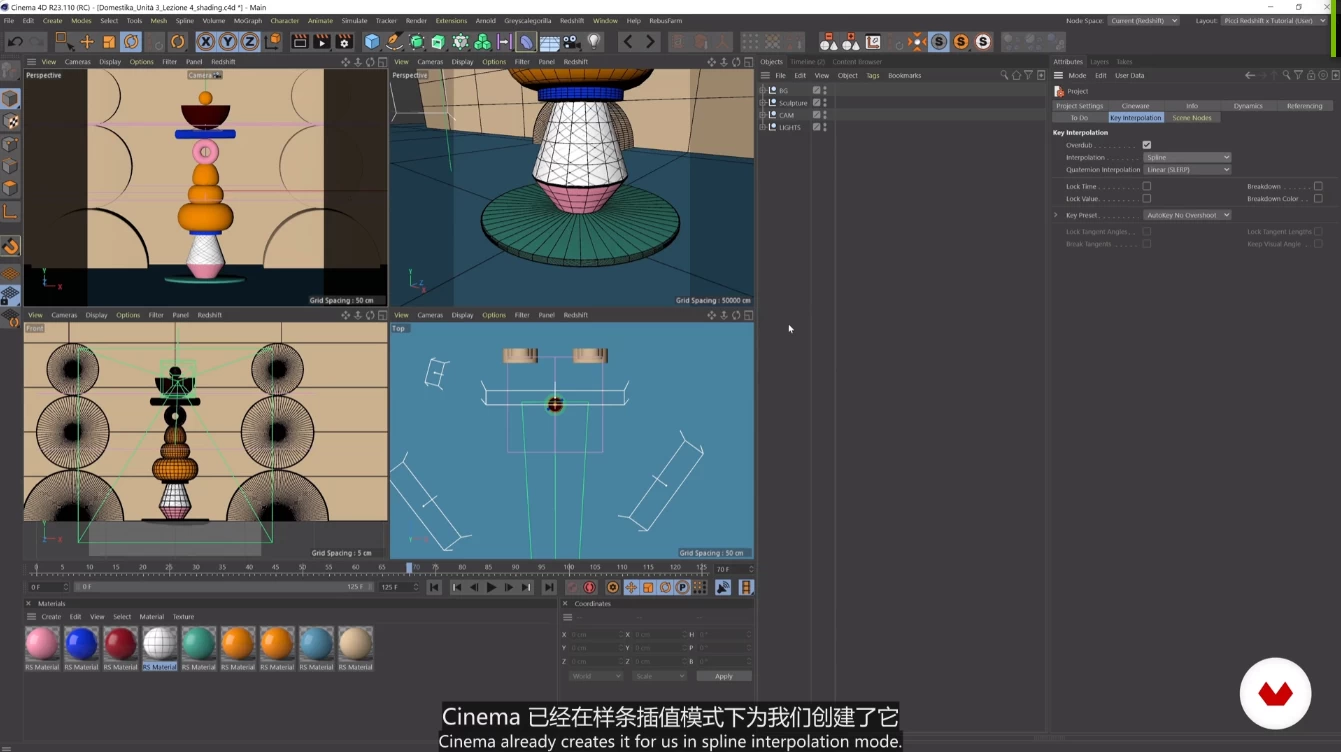 Cinema 4D R23.110 (RC) - [Domestika_Unità 3_Lezione 4_shading.c4d *] - Main
File Edit Create Modes Select Tools Mesh Spline Volume MoGraph Character Animate Simulate Tracker Render Extensions Arnold Greyscalegorilla Redshift Window Help RebusFarm Node Space: Current (Redshift) Layout: Picci Redshift x Tutorial (User)
View Cameras Display Options Filter Panel Redshift
Perspective Camera
Grid Spacing : 50 cm
View Cameras Display Options Filter Panel Redshift
Perspective
Grid Spacing : 50000 cm
View Cameras Display Options Filter Panel Redshift
Front
Grid Spacing : 5 cm
View Cameras Display Options Filter Panel Redshift
Top
Grid Spacing : 50 cm
Objects Timeline (2) Content Browser
File Edit View Object Tags Bookmarks
BG
Sculpture
CAM
LIGHTS
Attributes Layers Takes
Mode Edit User Data
Project
Project Settings Cineware Info Dynamics Referencing
To Do Key Interpolation Scene Nodes
Key Interpolation
Overdub
Interpolation Spline
Quaternion Interpolation Linear (SLERP)
Lock Time Breakdown
Lock Value Breakdown Color
Key Preset AutoKey No Overshoot
Lock Tangent Angles Lock Tangent Lengths
Break Tangents Keep Visual Angle
0 5 10 15 20 25 30 35 40 45 50 55 60 65 70 75 80 85 90 95 100 105 110 115 120 125 70 F
0 F 0 F 125 F 125 F
Materials
Create Edit View Select Material Texture
RS Material RS Material RS Material RS Material RS Material RS Material RS Material RS Material RS Material
Coordinates
X 0 cm X 0 cm H 0°
Y 0 cm Y 0 cm P 0°
Z 0 cm Z 0 cm B 0°
World Scale Apply
Cinema 已经在样条插值模式下为我们创建了它
Cinema already creates it for us in spline interpolation mode.